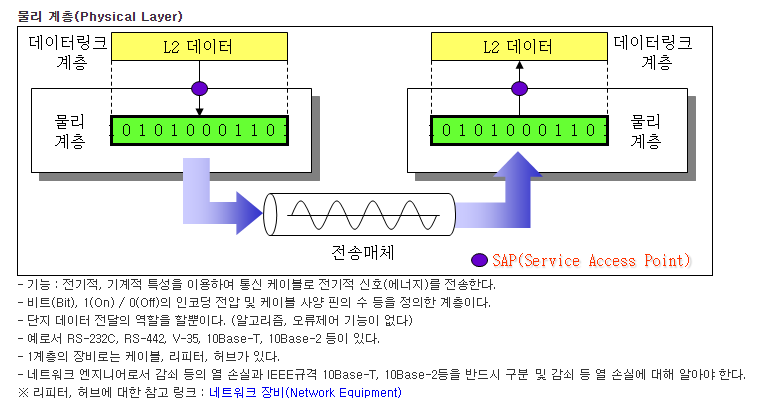 물리 계층(Physical Layer)
데이터링크 계층
L2 데이터
L2 데이터
데이터링크 계층
물리 계층
1 0 1 0 1 0 0 0 1 1 0 1
1 0 1 0 1 0 0 0 1 1 0 1
물리 계층
전송매체
SAP(Service Access Point)
- 기능 : 전기적, 기계적 특성을 이용하여 통신 케이블로 전기적 신호(에너지)를 전송한다.
- 비트(Bit), 1(On) / 0(Off)의 인코덩 전압 및 케이블 사양 핀의 수 등을 정의한 계층이다.
- 단지 데이터 전달의 역할을 할뿐이다. (알고리즘, 오류제어 기능이 없다)
- 예로서 RS-232C, RS-442, V-35, 10Base-T, 10Base-2 등이 있다.
- 1계층의 장비로는 케이블, 리피터, 허브가 있다.
- 네트워크 엔지니어로서 감쇠 등의 열 손실과 IEEE규격 10Base-T, 10Base-2등을 반드시 구분 및 감쇠 등 열 손실에 대해 알아야 한다.
※ 리피터, 허브에 대한 참고 링크 : 네트워크 장비(Network Equipment)